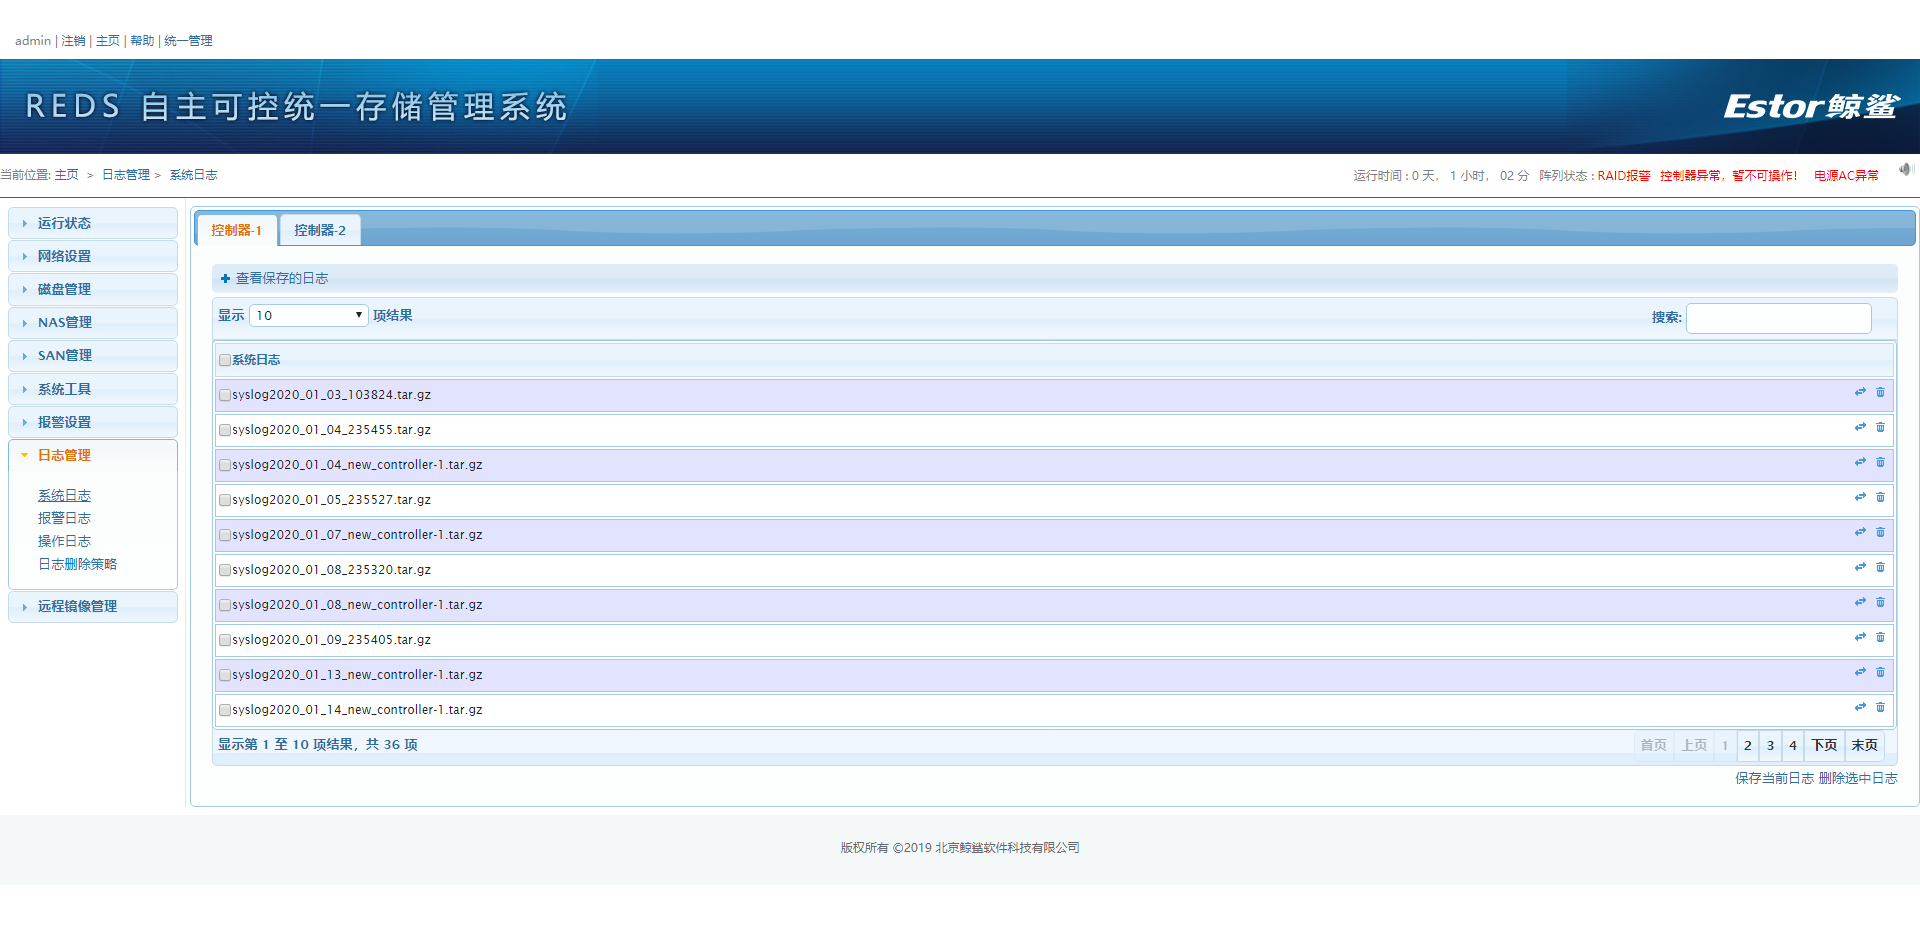 admin | 注销 | 主页 | 帮助 | 统一管理
REDS 自主可控统一存储管理系统
Estor鲸鲨
当前位置: 主页 > 日志管理 > 系统日志
运行时间 : 0 天， 1 小时， 02 分 阵列状态 : RAID报警 控制器异常，暂不可操作! 电源AC异常
运行状态
网络设置
磁盘管理
NAS管理
SAN管理
系统工具
报警设置
日志管理
系统日志
报警日志
操作日志
日志删除策略
远程镜像管理
控制器-1
控制器-2
查看保存的日志
显示 10 项结果
搜索:
系统日志
syslog2020_01_03_103824.tar.gz
syslog2020_01_04_235455.tar.gz
syslog2020_01_04_new_controller-1.tar.gz
syslog2020_01_05_235527.tar.gz
syslog2020_01_07_new_controller-1.tar.gz
syslog2020_01_08_235320.tar.gz
syslog2020_01_08_new_controller-1.tar.gz
syslog2020_01_09_235405.tar.gz
syslog2020_01_13_new_controller-1.tar.gz
syslog2020_01_14_new_controller-1.tar.gz
显示第 1 至 10 项结果，共 36 项
首页 上页 1 2 3 4 下页 末页
保存当前日志 删除选中日志
版权所有 ©2019 北京鲸鲨软件科技有限公司